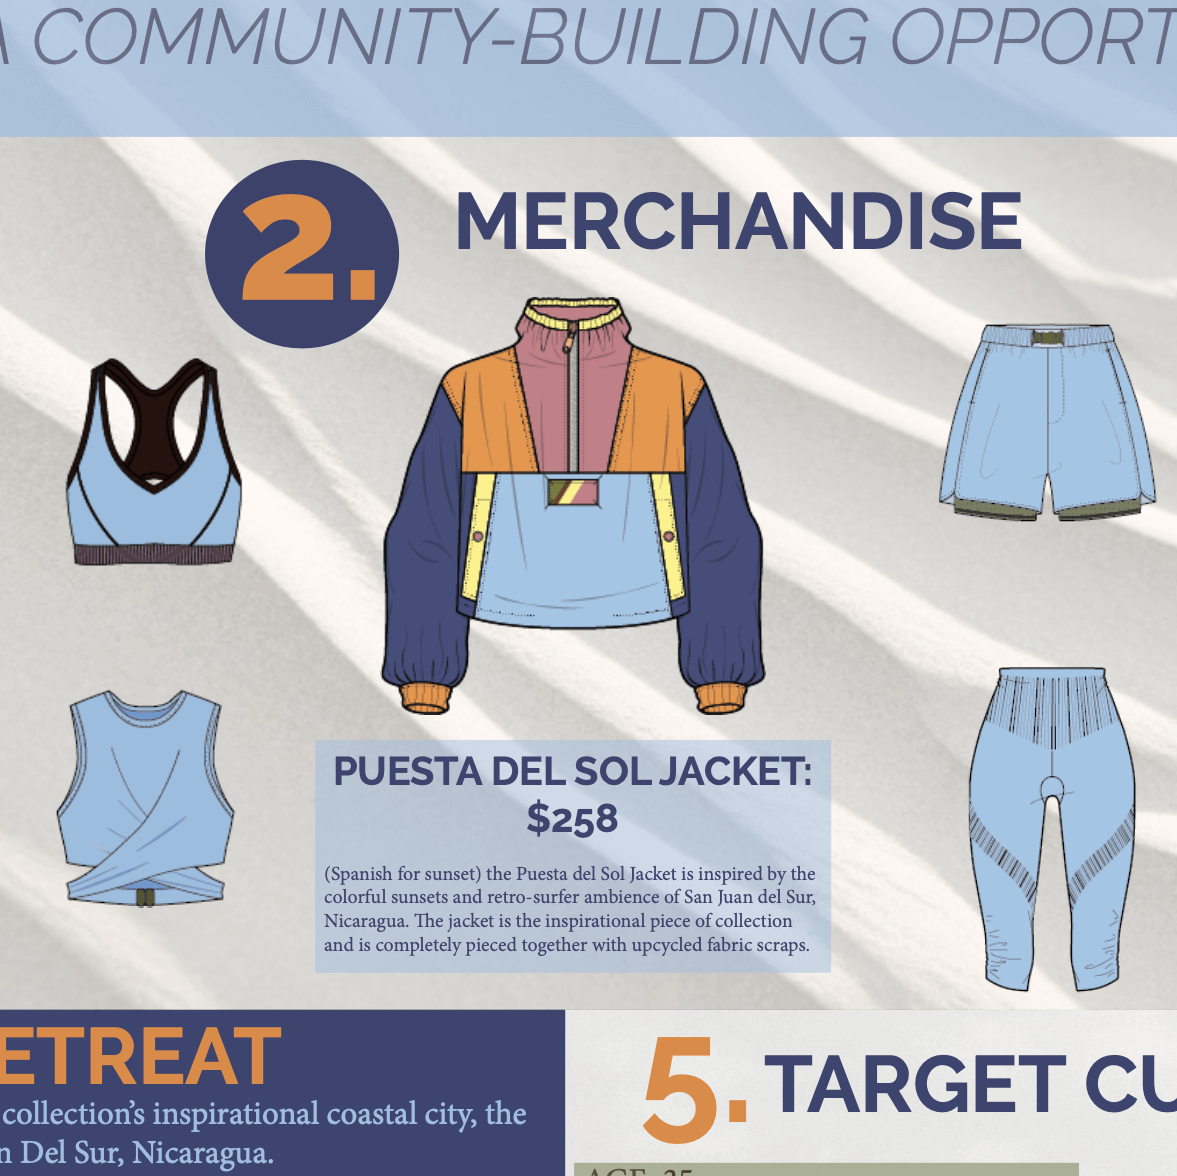 COMMUNITY-BUILDING
2.
MERCHANDISE
PUESTA DEL SOL JACKET:
$258
(Spanish for sunset) the Puesta del Sol Jacket is inspired by the
colorful sunsets and retro-surfer ambience of San Juan del Sur,
Nicaragua. The jacket is the inspirational piece of collection
and is completely pieced together with upcycled fabric scraps.
ETREAT
collection’s inspirational coastal city, the
n Del Sur, Nicaragua.
5. TARGET CU